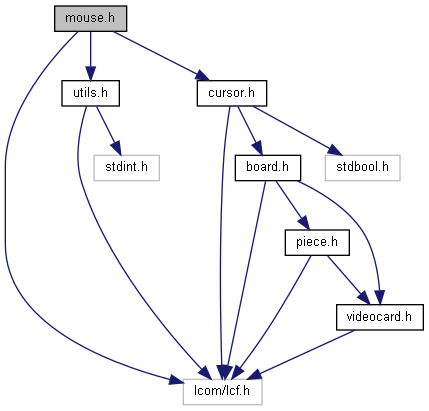 mouse.h
utils.h
cursor.h
stdint.h
board.h
stdbool.h
piece.h
videocard.h
lcom/lcf.h